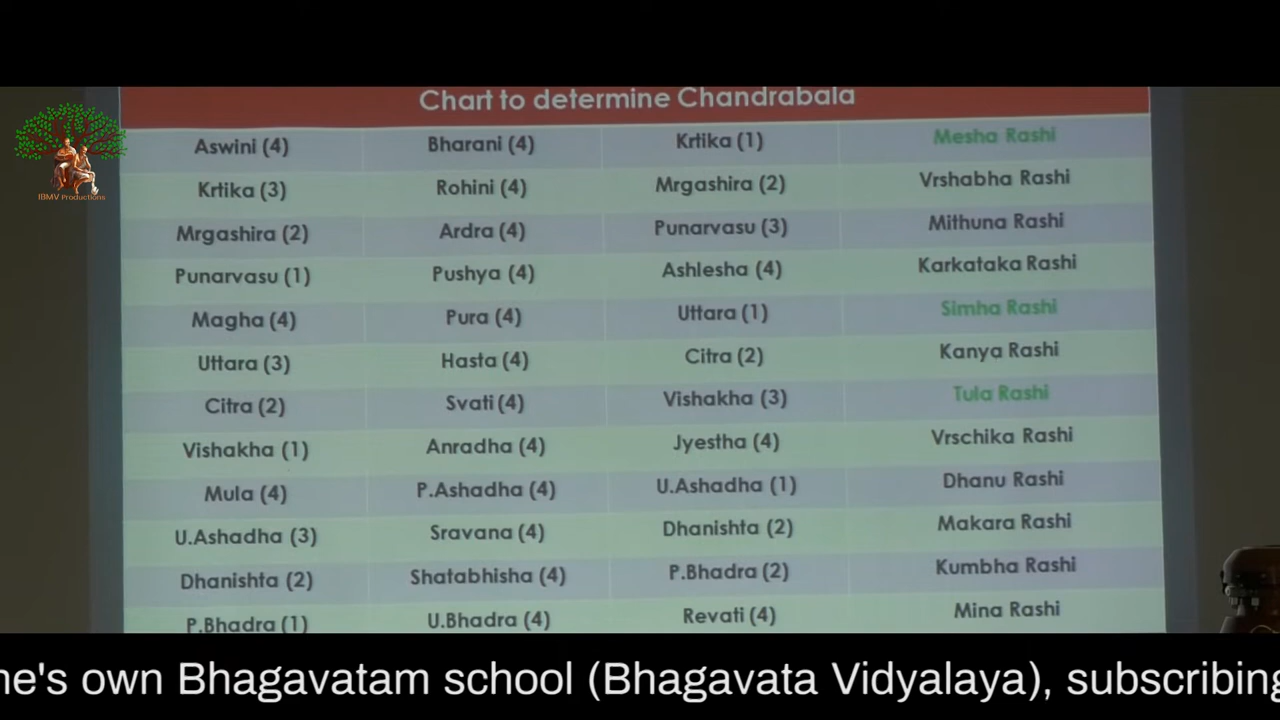 Chart to determine Chandrabala
Aswini (4) Bharani (4) Krtika (1) Mesha Rashi
Krtika (3) Rohini (4) Mrgashira (2) Vrshabha Rashi
Mrgashira (2) Ardra (4) Punarvasu (3) Mithuna Rashi
Punarvasu (1) Pushya (4) Ashlesha (4) Karkataka Rashi
Magha (4) Pura (4) Uttara (1) Simha Rashi
Uttara (3) Hasta (4) Citra (2) Kanya Rashi
Citra (2) Svati (4) Vishakha (3) Tula Rashi
Vishakha (1) Anradha (4) Jyestha (4) Vrschika Rashi
Mula (4) P.Ashadha (4) U.Ashadha (1) Dhanu Rashi
U.Ashadha (3) Sravana (4) Dhanishta (2) Makara Rashi
Dhanishta (2) Shatabhisha (4) P.Bhadra (2) Kumbha Rashi
P.Bhadra (1) U.Bhadra (4) Revati (4) Mina Rashi
IBMV Productions
ne's own Bhagavatam school (Bhagavata Vidyalaya), subscribing